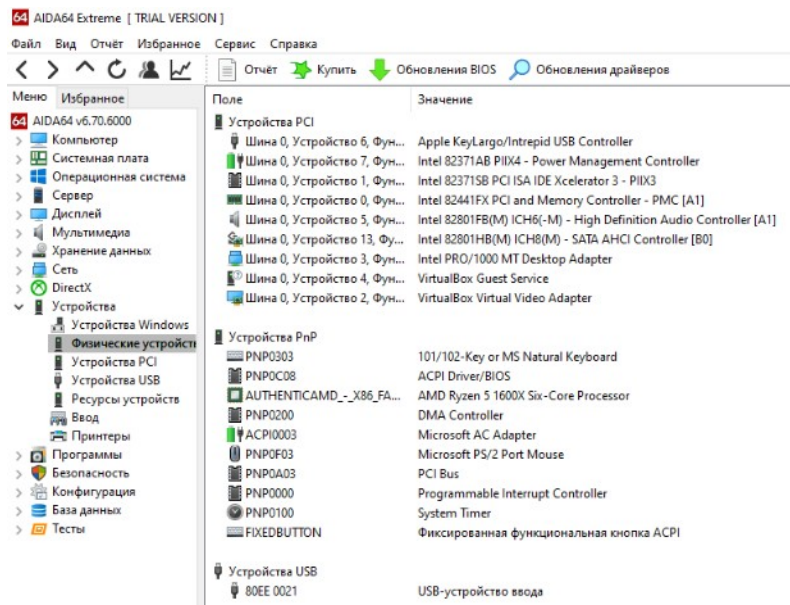 64 AIDA64 Extreme [ TRIAL VERSION ]
Файл Вид Отчёт Избранное Сервис Справка
Отчёт Купить Обновления BIOS Обновления драйверов
Меню Избранное
64 AIDA64 v6.70.6000
Компьютер
Системная плата
Операционная система
Сервер
Дисплей
Мультимедиа
Хранение данных
Сеть
DirectX
Устройства
Устройства Windows
Физические устройств
Устройства PCI
Устройства USB
Ресурсы устройств
Ввод
Принтеры
Программы
Безопасность
Конфигурация
База данных
Тесты
Поле Значение
Устройства PCI
Шина 0, Устройство 6, Фун... Apple KeyLargo/Intrepid USB Controller
Шина 0, Устройство 7, Фун... Intel 82371AB PIIX4 - Power Management Controller
Шина 0, Устройство 1, Фун... Intel 82371SB PCI ISA IDE Xcelerator 3 - PIIX3
Шина 0, Устройство 0, Фун... Intel 82441FX PCI and Memory Controller - PMC [A1]
Шина 0, Устройство 5, Фун... Intel 82801FB(M) ICH6(-M) - High Definition Audio Controller [A1]
Шина 0, Устройство 13, Фу... Intel 82801HB(M) ICH8(M) - SATA AHCI Controller [B0]
Шина 0, Устройство 3, Фун... Intel PRO/1000 MT Desktop Adapter
Шина 0, Устройство 4, Фун... VirtualBox Guest Service
Шина 0, Устройство 2, Фун... VirtualBox Virtual Video Adapter
Устройства PnP
PNP0303 101/102-Key or MS Natural Keyboard
PNP0C08 ACPI Driver/BIOS
AUTHENTICAMD_-_X86_FA... AMD Ryzen 5 1600X Six-Core Processor
PNP0200 DMA Controller
ACPI0003 Microsoft AC Adapter
PNP0F03 Microsoft PS/2 Port Mouse
PNP0A03 PCI Bus
PNP0000 Programmable Interrupt Controller
PNP0100 System Timer
FIXEDBUTTON Фиксированная функциональная кнопка ACPI
Устройства USB
80EE 0021 USB-устройство ввода